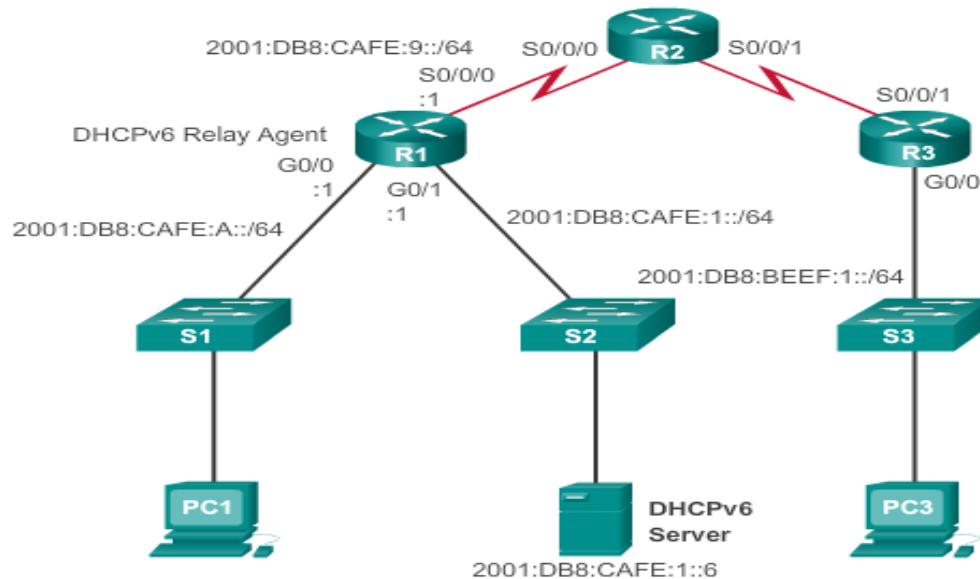 R2
2001:DB8:CAFE:9::/64
S0/0/0
S0/0/1
S0/0/0
:1
S0/0/1
DHCPv6 Relay Agent
R1
R3
G0/0
:1
G0/1
:1
G0/0
2001:DB8:CAFE:A::/64
2001:DB8:CAFE:1::/64
2001:DB8:BEEF:1::/64
S1
S2
S3
PC1
DHCPv6
Server
PC3
2001:DB8:CAFE:1::6